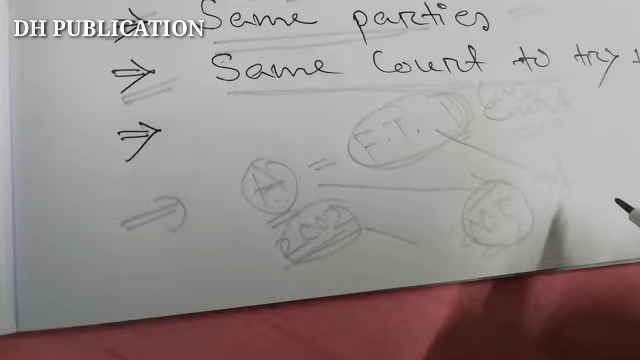 DH PUBLICATION
⇒ Same parties
⇒ Same Court to try
⇒
F.T.
A =
2002